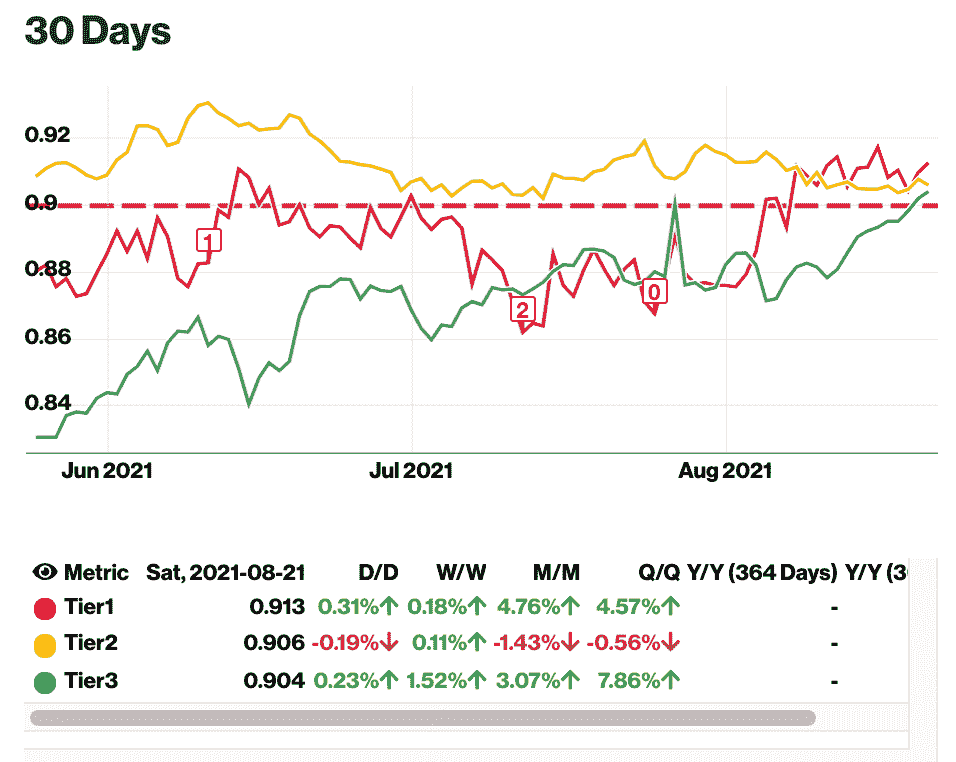 30 Days
0.92
0.9
0.88
0.86
0.84
1
2
0
Jun 2021 Jul 2021 Aug 2021
Metric Sat, 2021-08-21 D/D W/W M/M Q/Q Y/Y (364 Days) Y/Y (3
Tier1 0.913 0.31%↑ 0.18%↑ 4.76%↑ 4.57%↑ -
Tier2 0.906 -0.19%↓ 0.11%↑ -1.43%↓ -0.56%↓ -
Tier3 0.904 0.23%↑ 1.52%↑ 3.07%↑ 7.86%↑ -